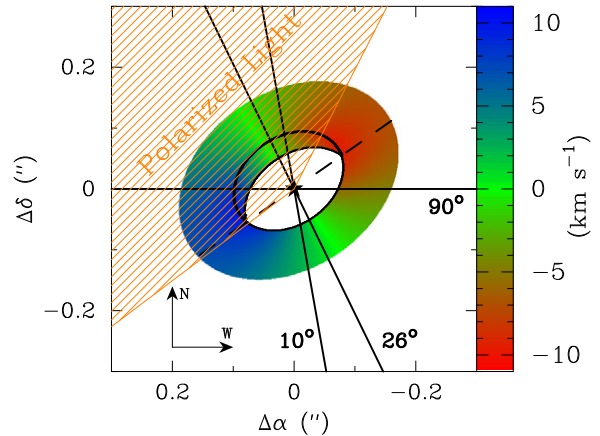 10
0.2
Polarized Light
5
Δδ (″)
0
0
90°
(km s⁻¹)
−5
−0.2
N
W
10°
26°
−10
0.2
0
−0.2
Δα (″)